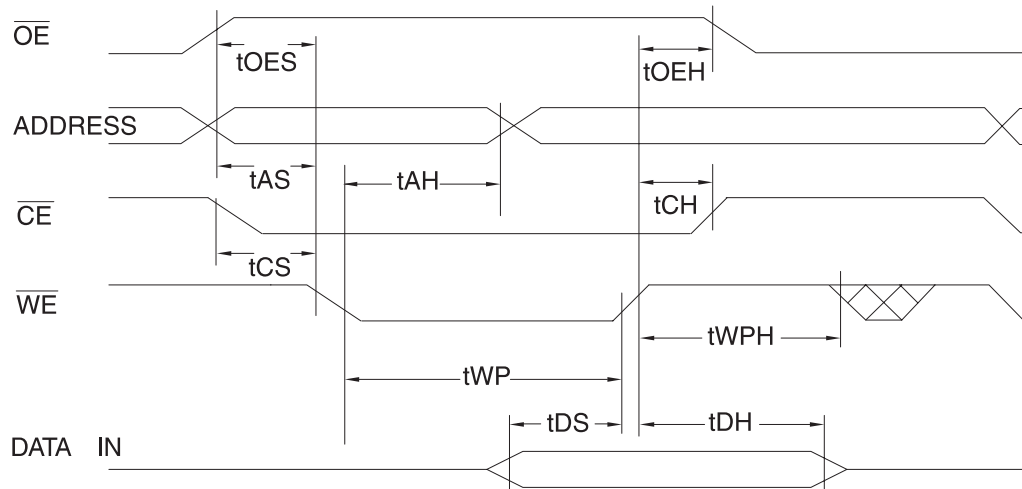 OE
tOES
tOEH
ADDRESS
tAS
tAH
tCH
CE
tCS
WE
tWPH
tWP
tDS
tDH
DATA IN